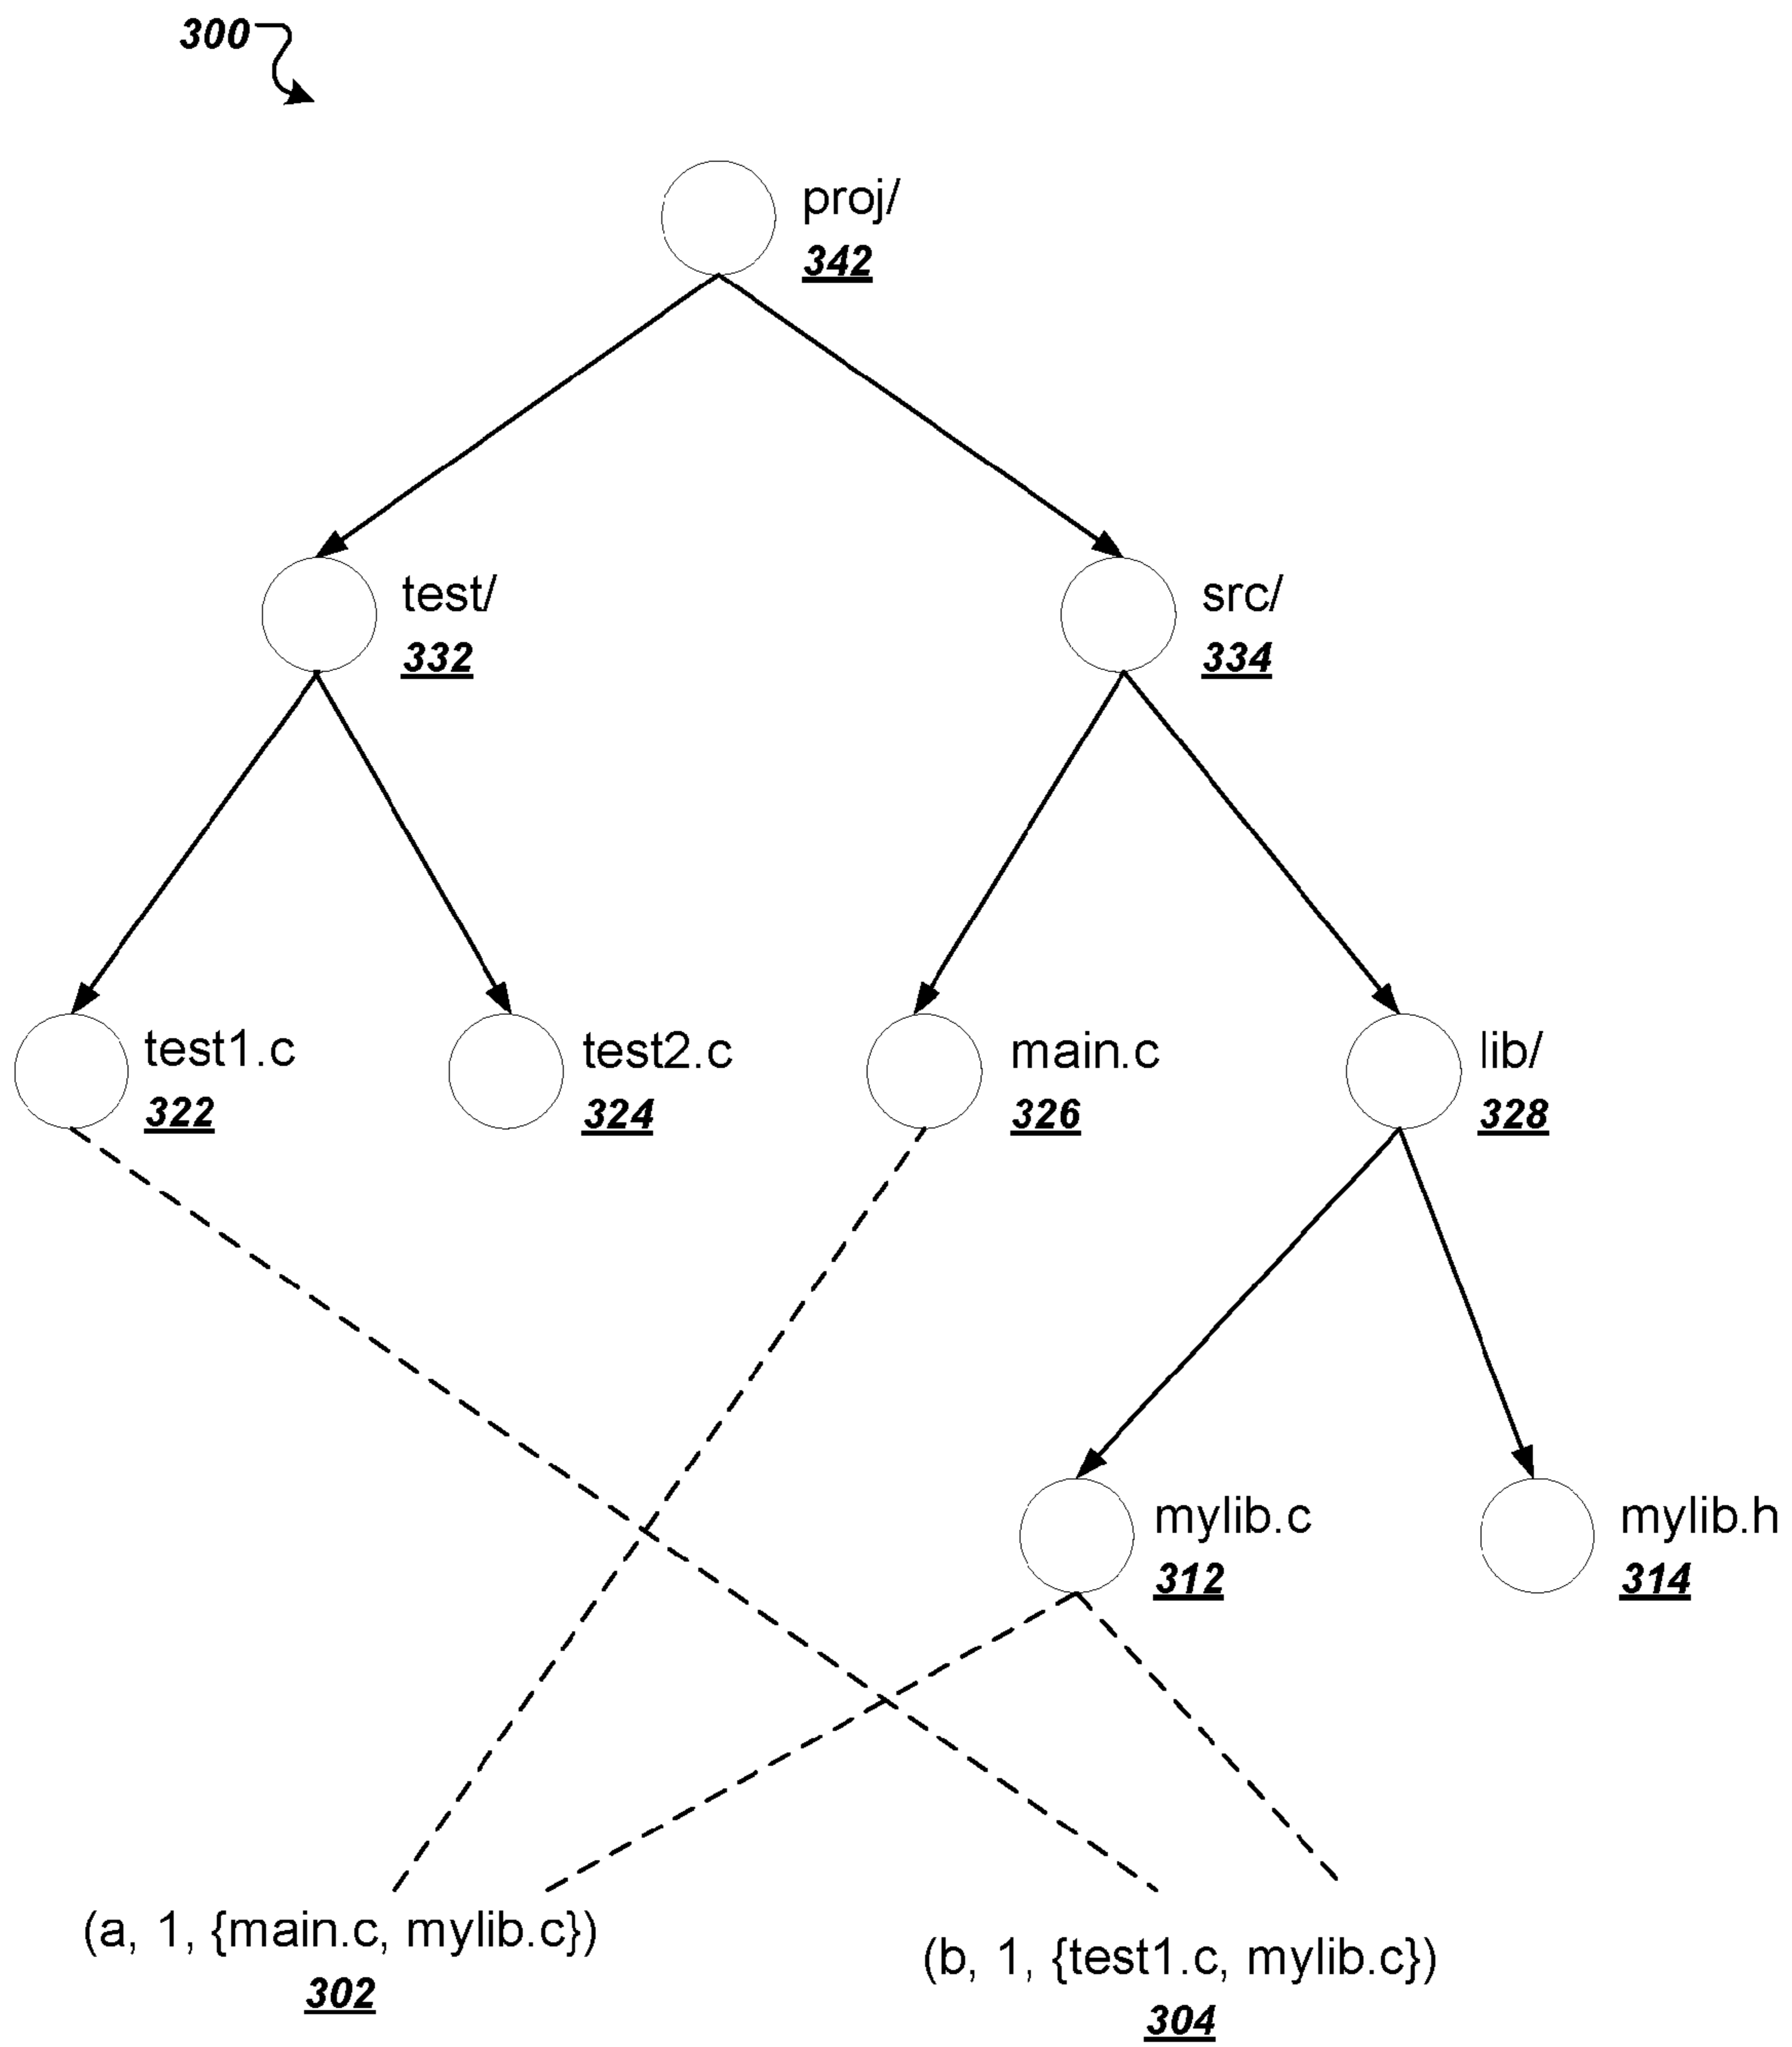 300
proj/
342
test/
332
src/
334
test1.c
322
test2.c
324
main.c
326
lib/
328
mylib.c
312
mylib.h
314
(a, 1, {main.c, mylib.c})
302
(b, 1, {test1.c, mylib.c})
304